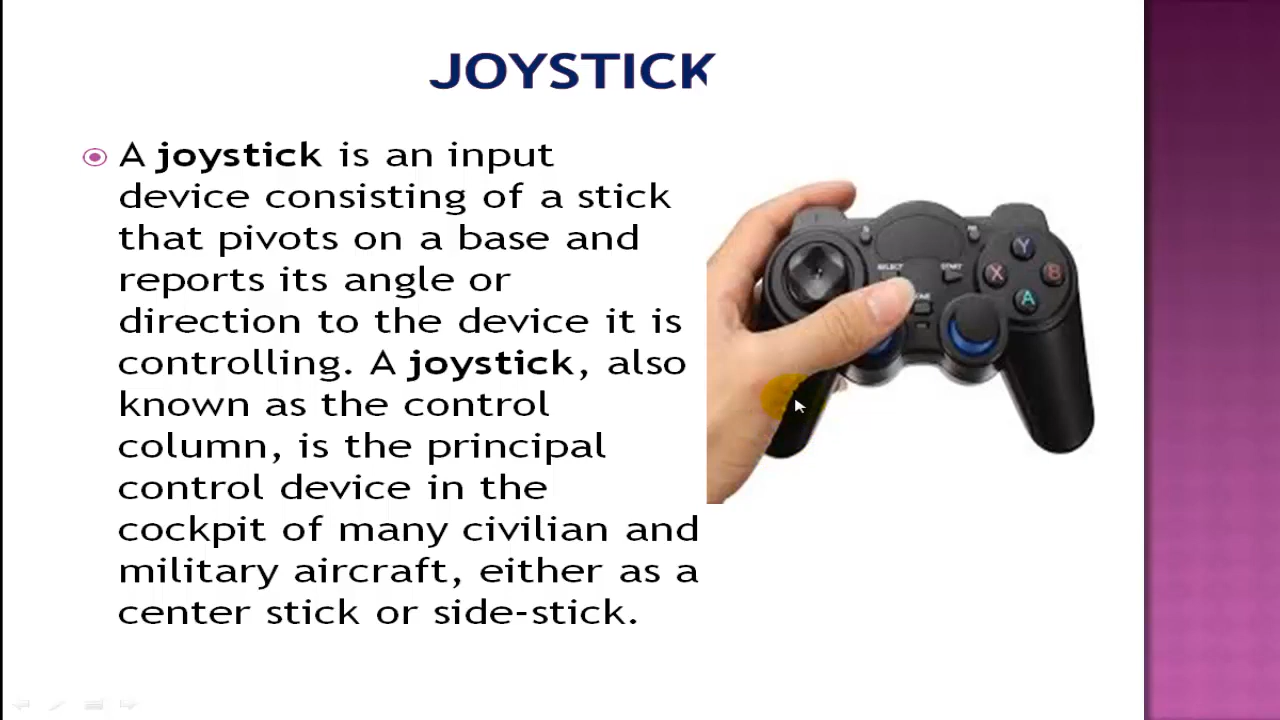 JOYSTICK
A joystick is an input
device consisting of a stick
that pivots on a base and
reports its angle or
direction to the device it is
controlling. A joystick, also
known as the control
column, is the principal
control device in the
cockpit of many civilian and
military aircraft, either as a
center stick or side-stick.
SELECT
START
Y
X
B
A